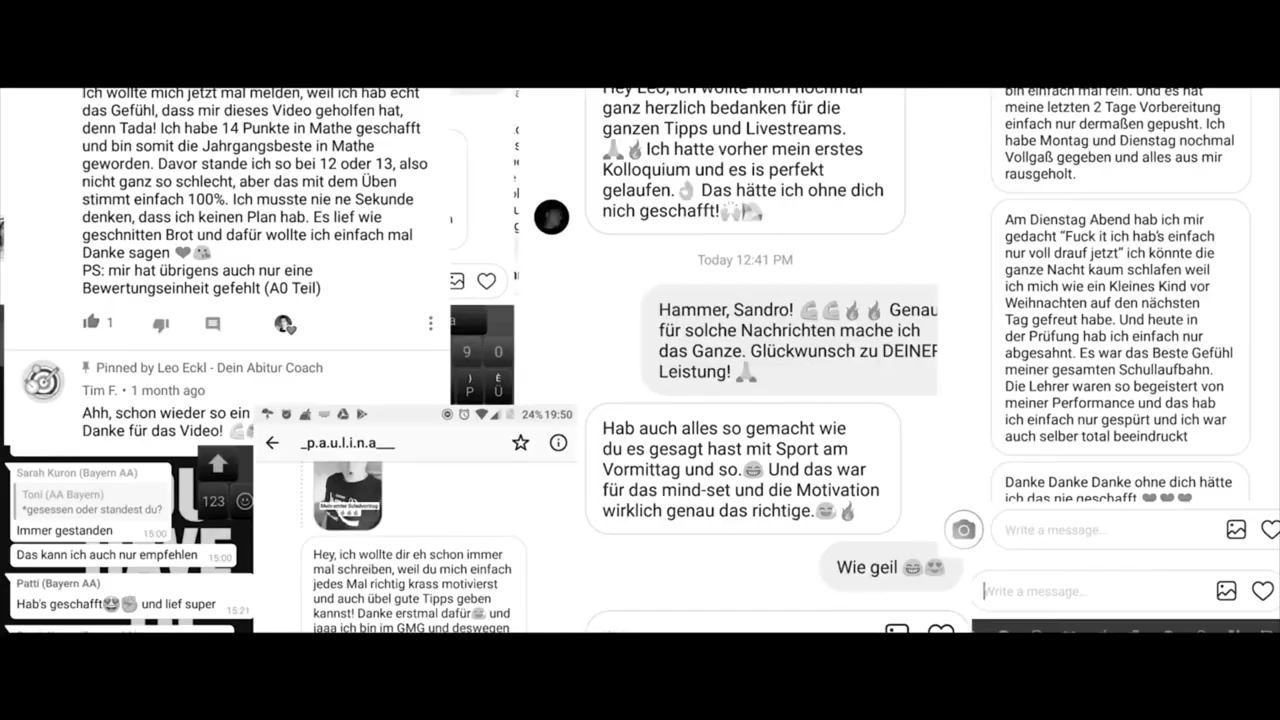 Ich wollte mich jetzt mal melden, weil ich hab echt
das Gefühl, dass mir dieses Video geholfen hat,
denn Tada! Ich habe 14 Punkte in Mathe geschafft
und bin somit die Jahrgangsbeste in Mathe
geworden. Davor stande ich so bei 12 oder 13, also
nicht ganz so schlecht, aber das mit dem Üben
stimmt einfach 100%. Ich musste nie ne Sekunde
denken, dass ich keinen Plan hab. Es lief wie
geschnitten Brot und dafür wollte ich einfach mal
Danke sagen ❤😘
PS: mir hat übrigens auch nur eine
Bewertungseinheit gefehlt (A0 Teil)
1
Pinned by Leo Eckl - Dein Abitur Coach
Tim F. • 1 month ago
Ahh, schon wieder so ein
Danke für das Video! 💪
9 0
P Ü
123
Sarah Kuron (Bayern AA)
Toni (AA Bayern)
*gesessen oder standest du?
Immer gestanden 15:00
Das kann ich auch nur empfehlen 15:00
Patti (Bayern AA)
Hab's geschafft😍✊ und lief super 15:21
24% 19:50
_p.a.u.l.i.n.a___
Mein erster Schulvortrag
Hey, ich wollte dir eh schon immer
mal schreiben, weil du mich einfach
jedes Mal richtig krass motivierst
und auch übel gute Tipps geben
kannst! Danke erstmal dafür😁 und
jaaa ich bin im GMG und deswegen
Hey Leo, ich wollte mich nochmal
ganz herzlich bedanken für die
ganzen Tipps und Livestreams.
🙏🔥Ich hatte vorher mein erstes
Kolloquium und es is perfekt
gelaufen.👌 Das hätte ich ohne dich
nich geschafft!🙌
Today 12:41 PM
Hammer, Sandro! 💪💪🔥🔥 Genau
für solche Nachrichten mache ich
das Ganze. Glückwunsch zu DEINER
Leistung! 🙏
Hab auch alles so gemacht wie
du es gesagt hast mit Sport am
Vormittag und so.😁 Und das war
für das mind-set und die Motivation
wirklich genau das richtige.😁🔥
Wie geil 😁😍
bin einfach mal rein. Und es hat
meine letzten 2 Tage Vorbereitung
einfach nur dermaßen gepusht. Ich
habe Montag und Dienstag nochmal
Vollgaß gegeben und alles aus mir
rausgeholt.
Am Dienstag Abend hab ich mir
gedacht “Fuck it ich hab’s einfach
nur voll drauf jetzt” ich könnte die
ganze Nacht kaum schlafen weil
ich mich wie ein Kleines Kind vor
Weihnachten auf den nächsten
Tag gefreut habe. Und heute in
der Prüfung hab ich einfach nur
abgesahnt. Es war das Beste Gefühl
meiner gesamten Schullaufbahn.
Die Lehrer waren so begeistert von
meiner Performance und das hab
ich einfach nur gespürt und ich war
auch selber total beeindruckt
Danke Danke Danke ohne dich hätte
ich das nie geschafft ❤❤❤
Write a message...
Write a message...